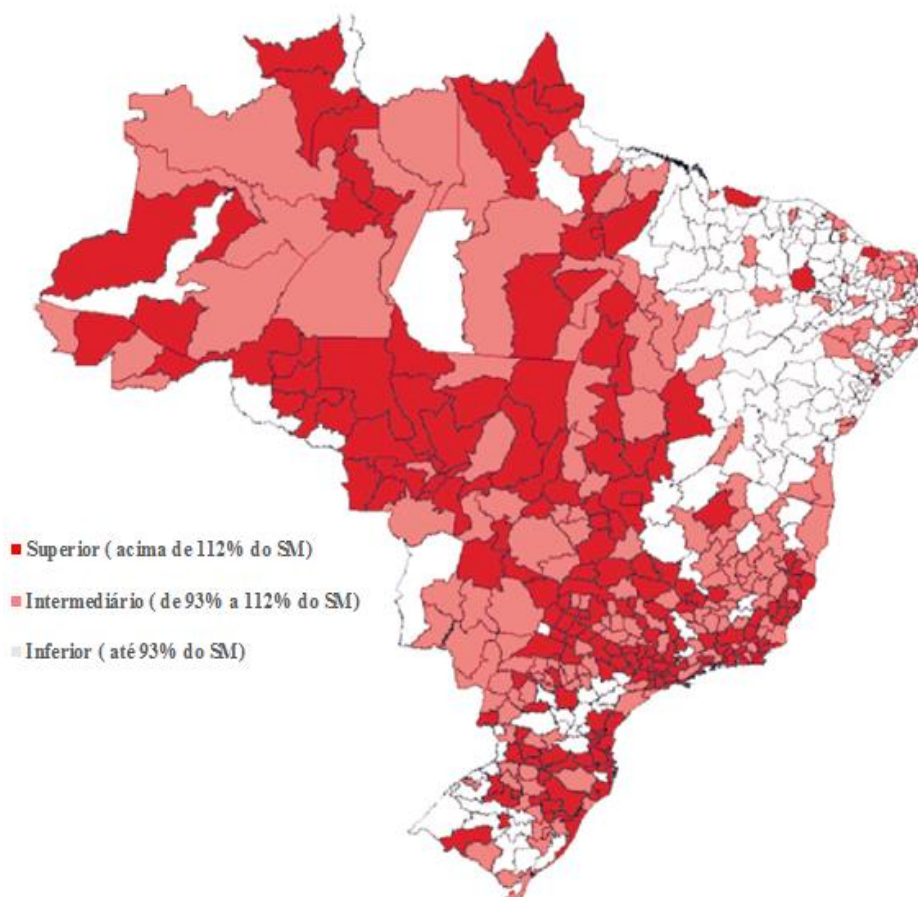 Superior ( acima de 112% do SM)
Intermediário ( de 93% a 112% do SM)
Inferior ( até 93% do SM)